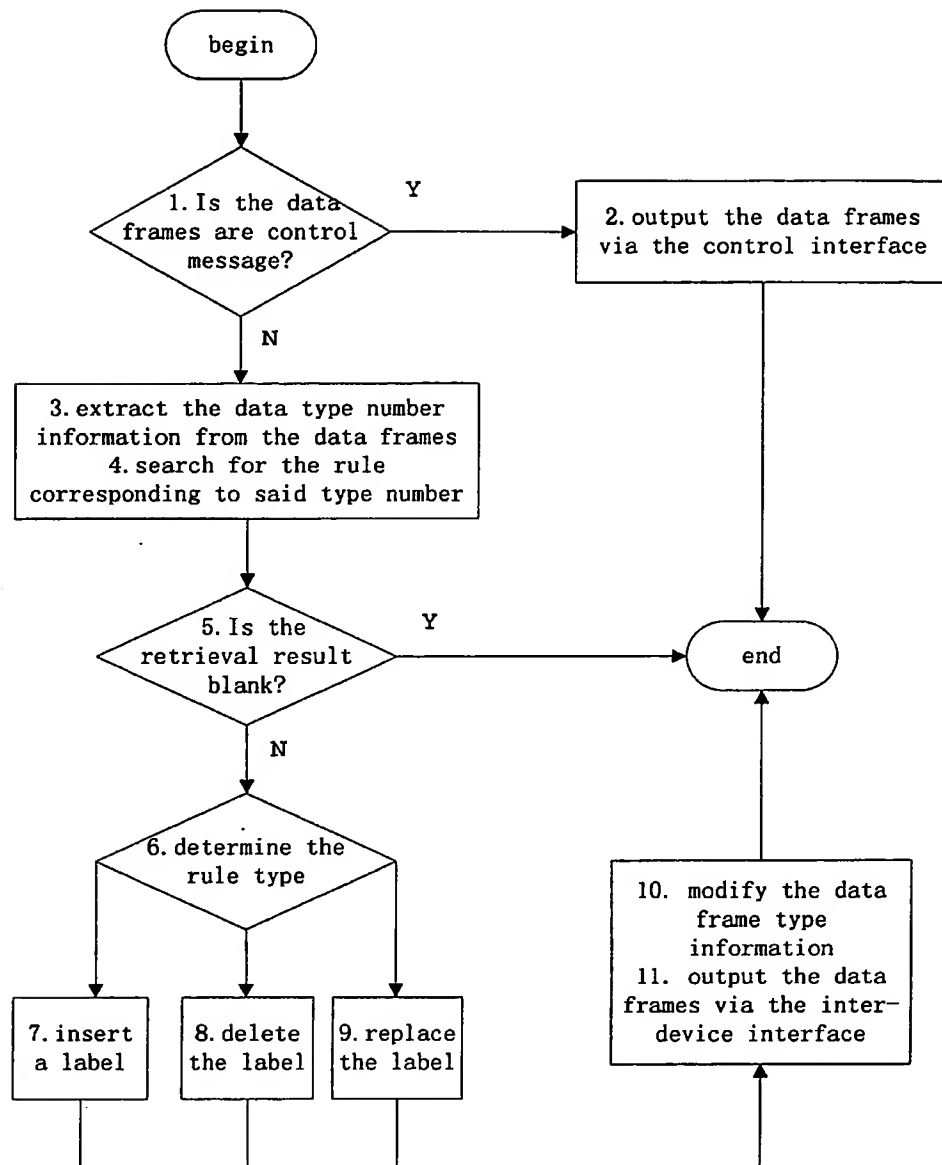 begin
1. Is the data
frames are control
message?
Y
2. output the data frames
via the control interface
N
3. extract the data type number
information from the data frames
4. search for the rule
corresponding to said type number
5. Is the
retrieval result
blank?
Y
end
N
6. determine the
rule type
7. insert
a label
8. delete
the label
9. replace
the label
10. modify the data
frame type
information
11. output the data
frames via the inter-
device interface